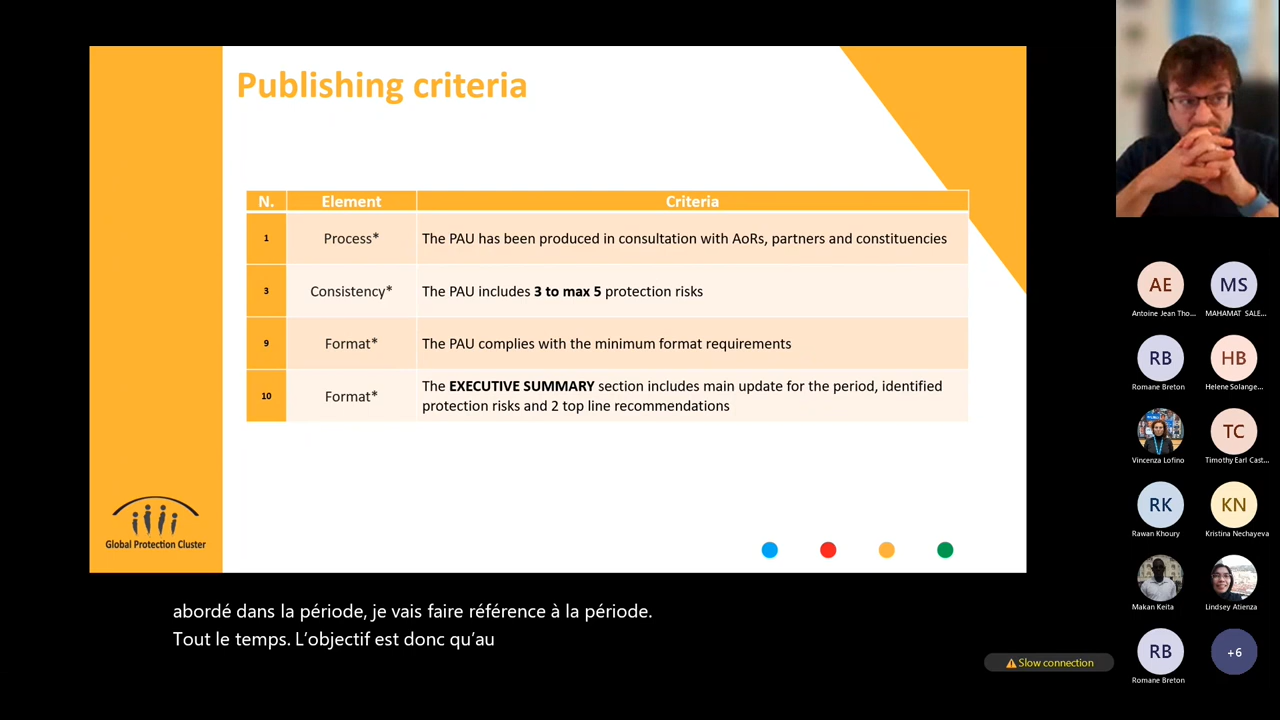 Publishing criteria
N. Element Criteria
1 Process* The PAU has been produced in consultation with AoRs, partners and constituencies
3 Consistency* The PAU includes 3 to max 5 protection risks
9 Format* The PAU complies with the minimum format requirements
10 Format* The EXECUTIVE SUMMARY section includes main update for the period, identified
protection risks and 2 top line recommendations
Global Protection Cluster
abordé dans la période, je vais faire référence à la période.
Tout le temps. L’objectif est donc qu’au
Slow connection
AE MS
Antoine Jean Tho... MAHAMAT SALE...
RB HB
Romane Breton Helene Solange...
TC
Vincenza Lofino Timothy Earl Cast...
RK KN
Rawan Khoury Kristina Nechayeva
Makan Keita Lindsey Atienza
RB +6
Romane Breton